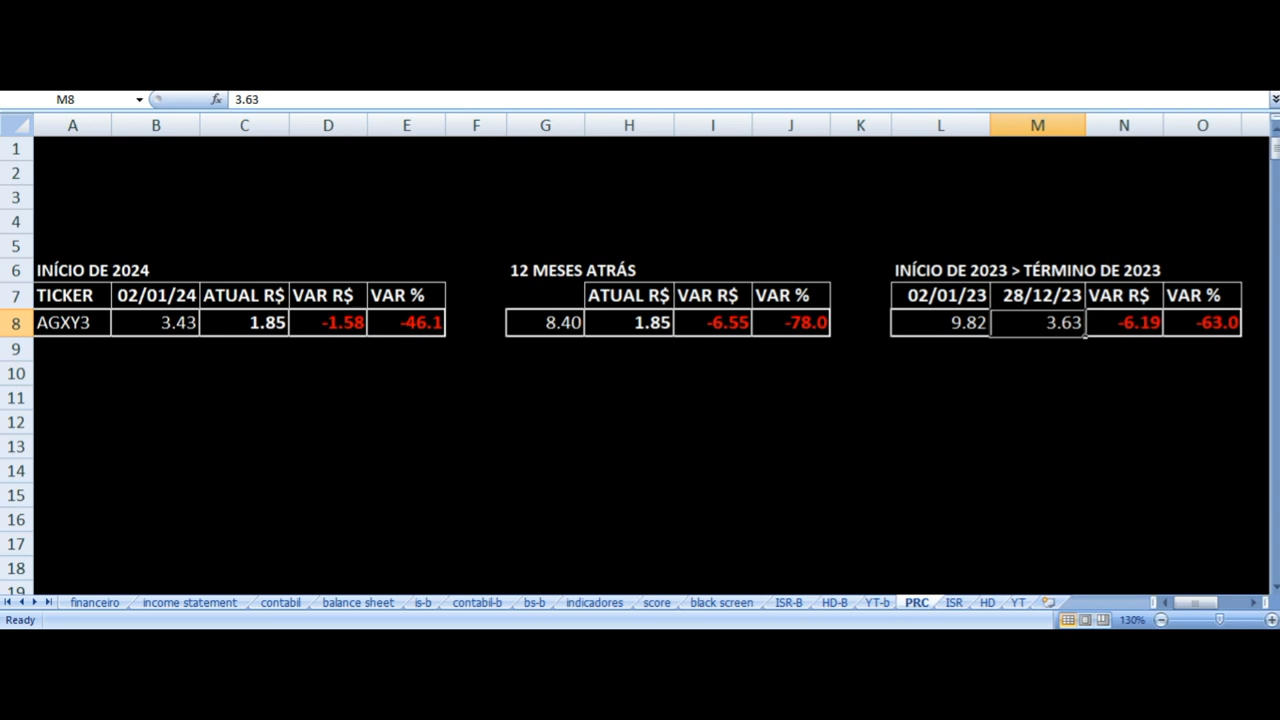 M8 fx 3.63
A B C D E F G H I J K L M N O
1
2
3
4
5
6 INÍCIO DE 2024 12 MESES ATRÁS INÍCIO DE 2023 > TÉRMINO DE 2023
7 TICKER 02/01/24 ATUAL R$ VAR R$ VAR % ATUAL R$ VAR R$ VAR % 02/01/23 28/12/23 VAR R$ VAR %
8 AGXY3 3.43 1.85 -1.58 -46.1 8.40 1.85 -6.55 -78.0 9.82 3.63 -6.19 -63.0
9
10
11
12
13
14
15
16
17
18
19
financeiro income statement contabil balance sheet is-b contabil-b bs-b indicadores score black screen ISR-B HD-B YT-b PRC ISR HD YT
Ready 130%